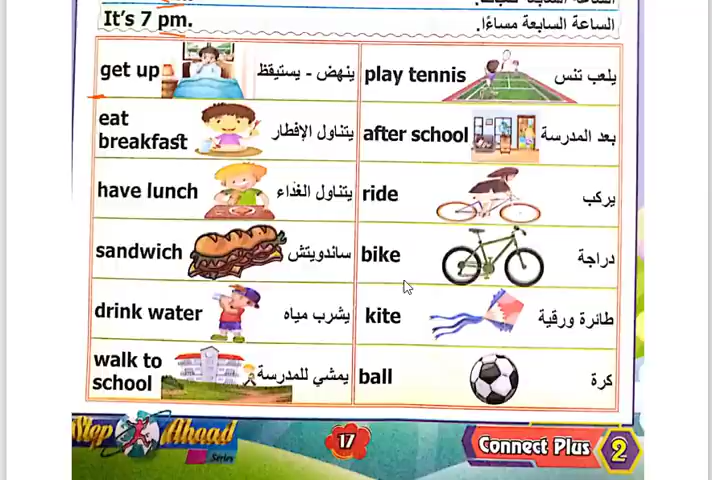 It's 7 pm. الساعة السابعة مساءًا.
get up ينهض - يستيقظ
play tennis يلعب تنس
eat breakfast يتناول الإفطار
after school بعد المدرسة
have lunch يتناول الغذاء
ride يركب
sandwich ساندويتش
bike دراجة
drink water يشرب مياه
kite طائرة ورقية
walk to school يمشي للمدرسة
ball كرة
Step Ahead Series
17
Connect Plus 2